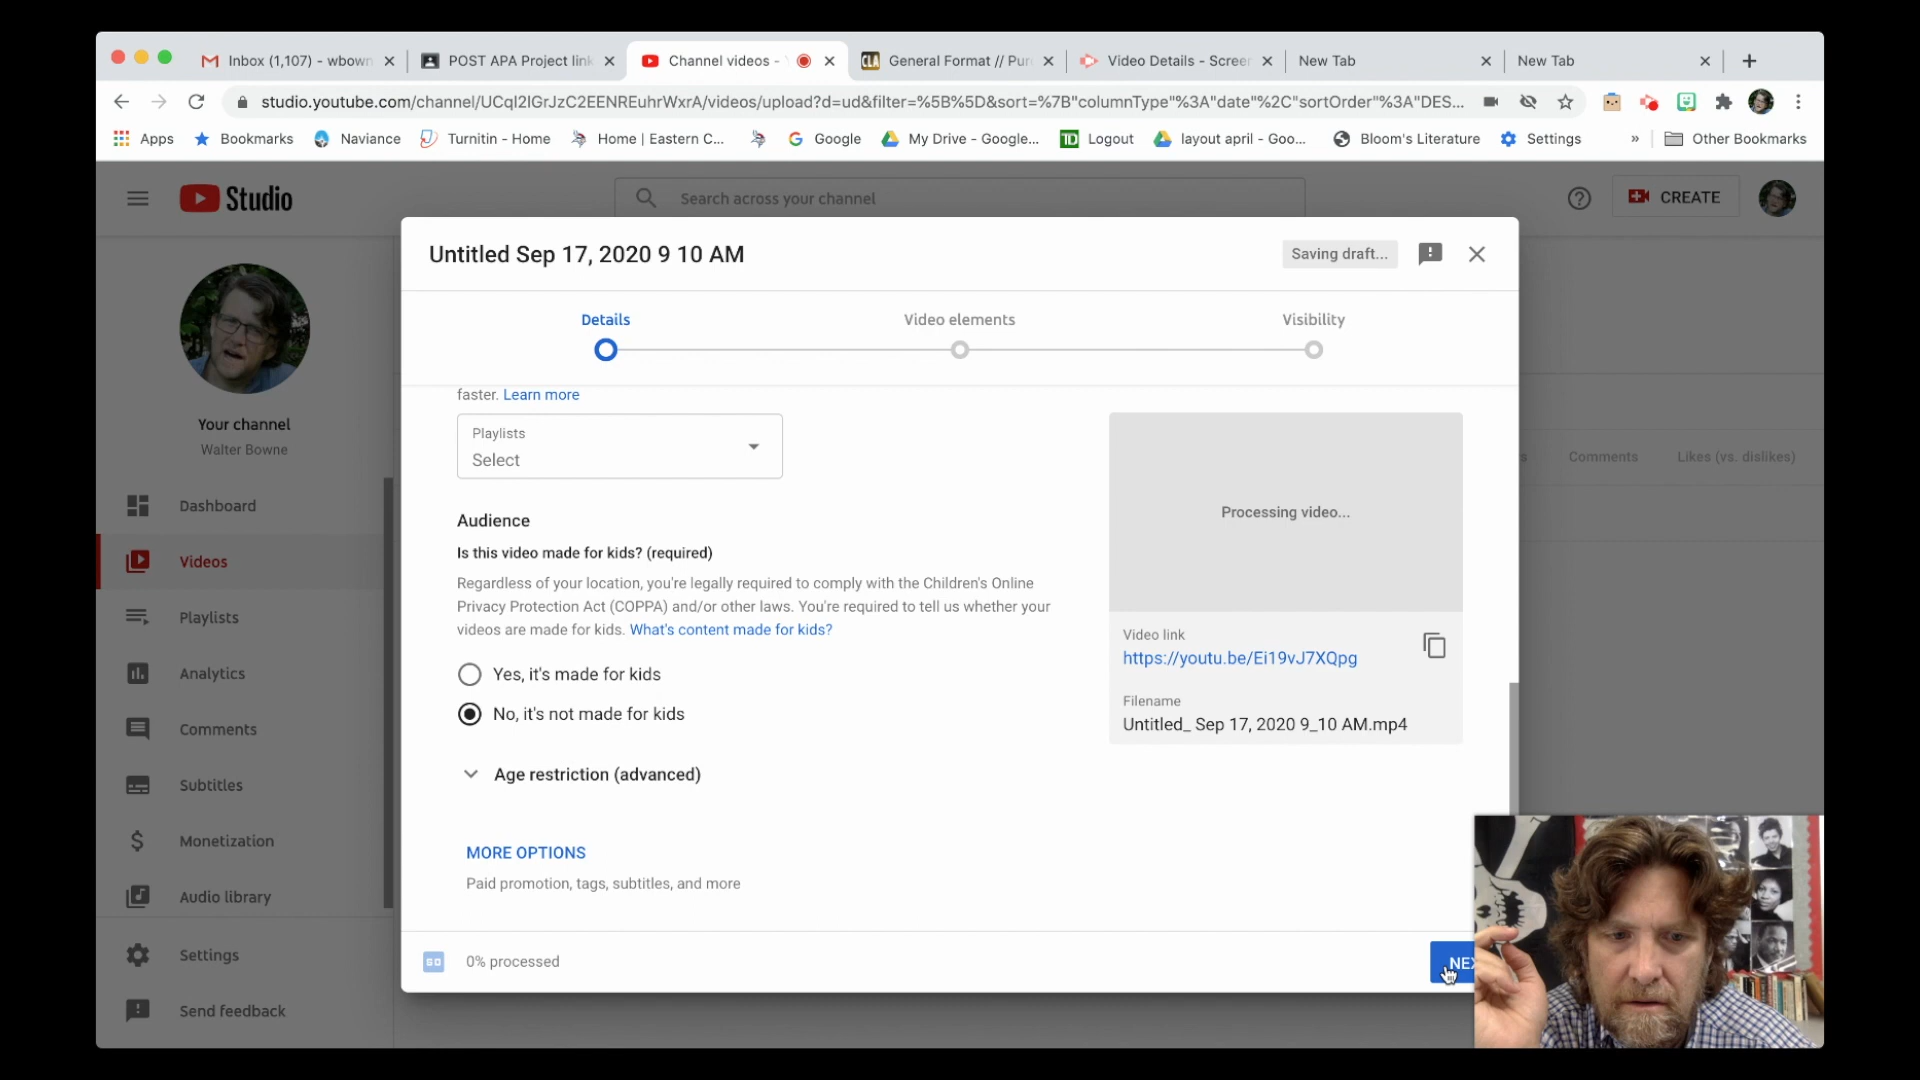 Inbox (1,107) - wbown
POST APA Project link
Channel videos -
General Format // Pur
Video Details - Screen
New Tab
New Tab
studio.youtube.com/channel/UCqI2IGrJzC2EENREuhrWxrA/videos/upload?d=ud&filter=%5B%5D&sort=%7B"columnType"%3A"date"%2C"sortOrder"%3A"DES...
Apps
Bookmarks
Naviance
Turnitin - Home
Home | Eastern C...
Google
My Drive - Google...
Logout
layout april - Goo...
Bloom's Literature
Settings
»
Other Bookmarks
Studio
Search across your channel
CREATE
Untitled Sep 17, 2020 9 10 AM
Saving draft...
Details
Video elements
Visibility
Your channel
Walter Bowne
Dashboard
Videos
Playlists
Analytics
Comments
Subtitles
Monetization
Audio library
Settings
Send feedback
faster. Learn more
Playlists
Select
Audience
Is this video made for kids? (required)
Regardless of your location, you're legally required to comply with the Children's Online
Privacy Protection Act (COPPA) and/or other laws. You're required to tell us whether your
videos are made for kids. What's content made for kids?
Yes, it's made for kids
No, it's not made for kids
Age restriction (advanced)
MORE OPTIONS
Paid promotion, tags, subtitles, and more
Processing video...
Video link
https://youtu.be/Ei19vJ7XQpg
Filename
Untitled_ Sep 17, 2020 9_10 AM.mp4
Comments
Likes (vs. dislikes)
SD
0% processed
NEX